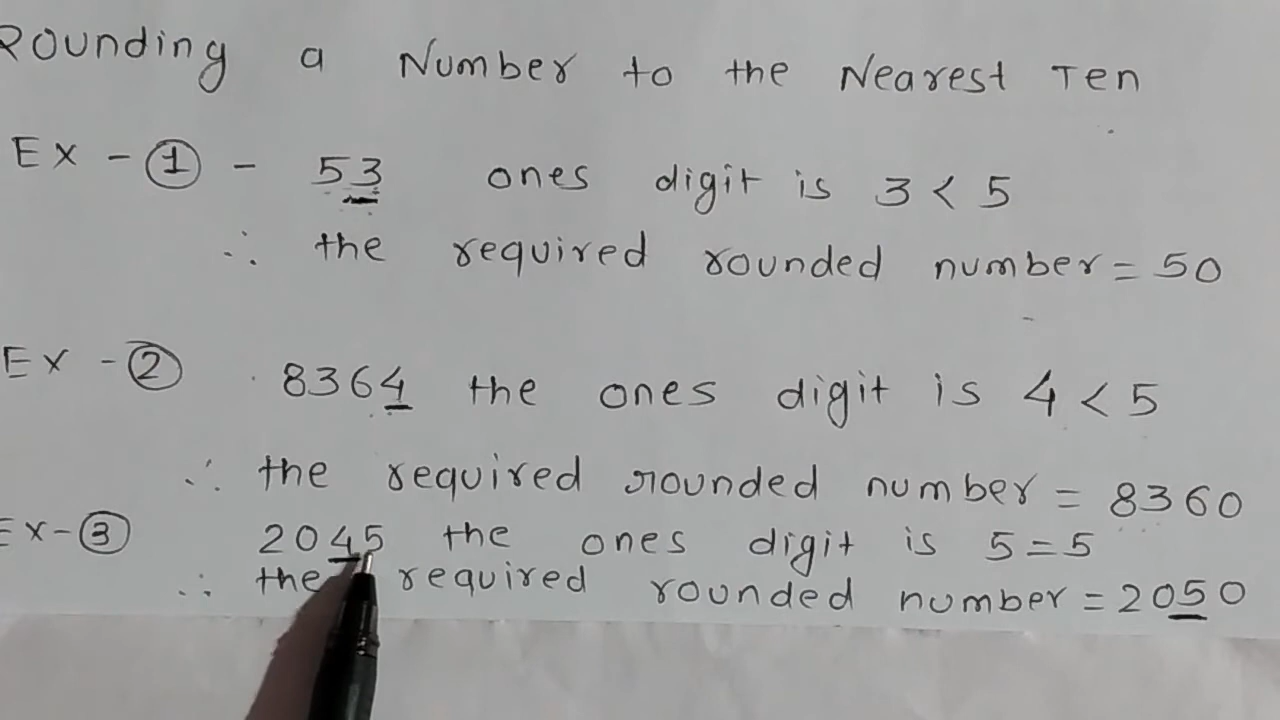 Rounding a Number to the Nearest Ten
Ex - ① - 53 ones digit is 3 < 5
∴ the required rounded number = 50
Ex - ② 8364 the ones digit is 4 < 5
∴ the required rounded number = 8360
Ex - ③ 2045 the ones digit is 5 = 5
∴ the required rounded number = 2050